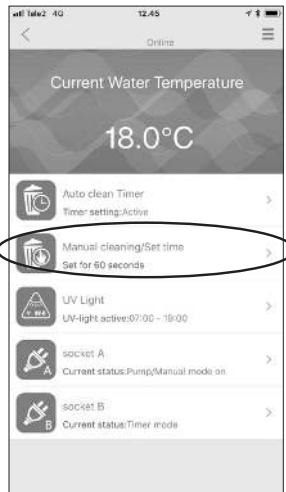 Tele2 4G 12.45
Online
Current Water Temperature
18.0°C
Auto clean Timer
Timer setting:Active
Manual cleaning/Set time
Set for 60 seconds
UV Light
UV-light active:07:00 - 19:00
A
socket A
Current status:Pump/Manual mode on
B
socket B
Current status:Timer mode